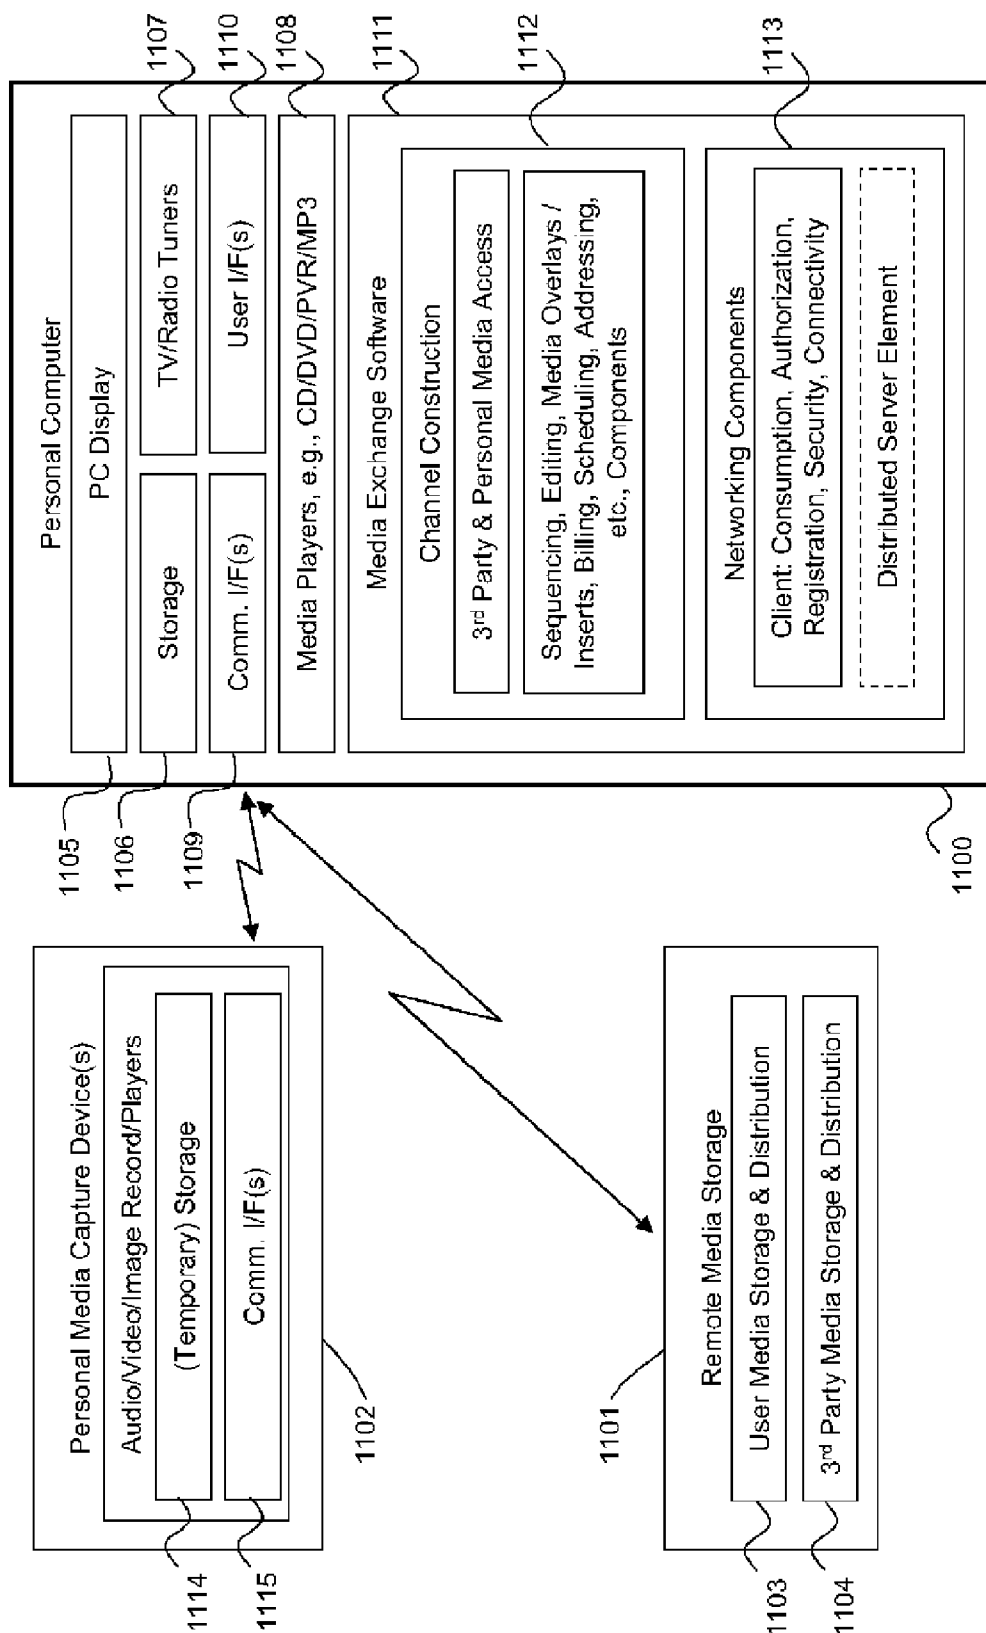 Personal Media Capture Device(s)
Audio/Video/Image Record/Players
(Temporary) Storage
Comm. I/F(s)
1114
1115
1102
Remote Media Storage
User Media Storage & Distribution
3rd Party Media Storage & Distribution
1101
1103
1104
Personal Computer
PC Display
Storage
TV/Radio Tuners
Comm. I/F(s)
User I/F(s)
Media Players, e.g., CD/DVD/PVR/MP3
Media Exchange Software
Channel Construction
3rd Party & Personal Media Access
Sequencing, Editing, Media Overlays /
Inserts, Billing, Scheduling, Addressing,
etc., Components
Networking Components
Client: Consumption, Authorization,
Registration, Security, Connectivity
Distributed Server Element
1105
1106
1109
1100
1107
1110
1108
1111
1112
1113